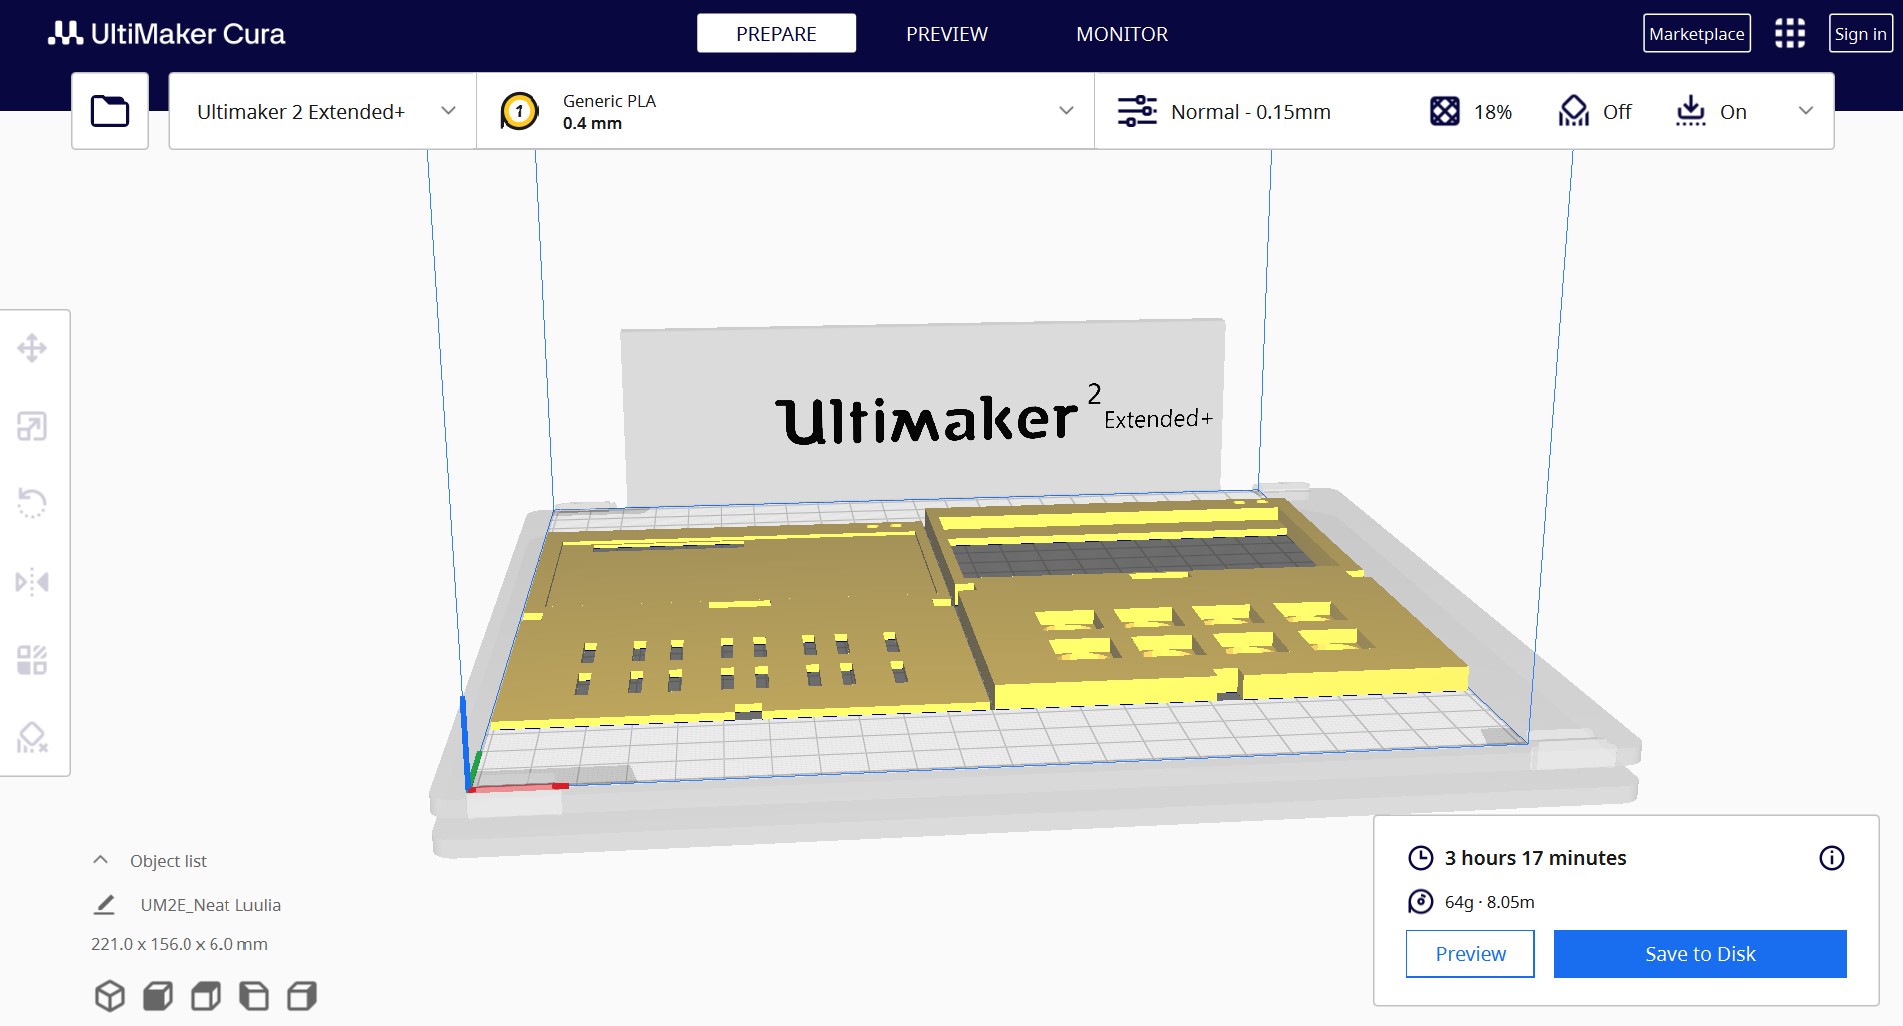 UltiMaker Cura
PREPARE
PREVIEW
MONITOR
Marketplace
Sign in
Ultimaker 2 Extended+
1
Generic PLA
0.4 mm
Normal - 0.15mm
18%
Off
On
Ultimaker 2 Extended+
Object list
UM2E_Neat Luulia
221.0 x 156.0 x 6.0 mm
3 hours 17 minutes
64g · 8.05m
Preview
Save to Disk